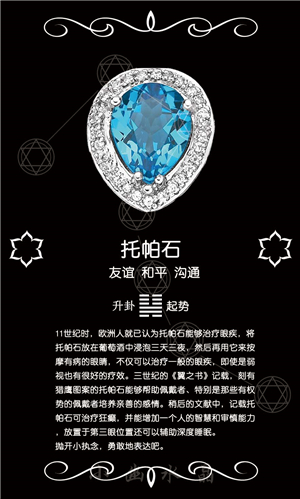 托帕石
友谊 和平 沟通
升卦 起势
11世纪时，欧洲人就已认为托帕石能够治疗眼疾，将
托帕石放在葡萄酒中浸泡三天三夜，然后再用它来按
摩有病的眼睛，不仅可以治疗一般的眼疾，即使是弱
视也有很好的疗效。三世纪的《翼之书》记载，刻有
猎鹰图案的托帕石能够帮助佩戴者、特别是那些有权
势的佩戴者培养亲善的感情。稍后的文献中，记载托
帕石可治疗狂癫，并能增加一个人的智慧和审慎能力
，放置于第三眼位置还可以辅助深度睡眠。
抛开小执念，勇敢地表达吧。